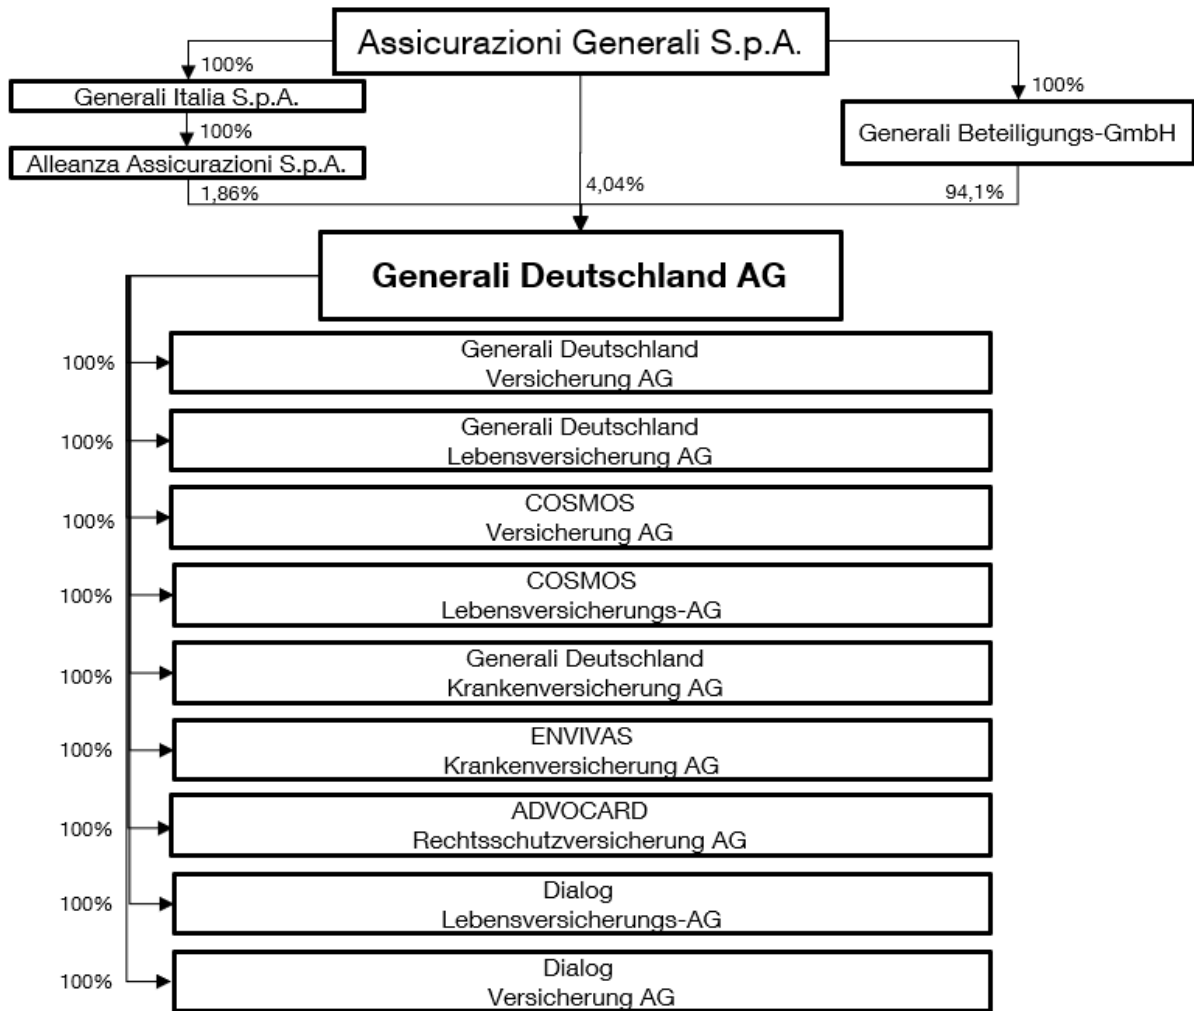 Assicurazioni Generali S.p.A.
100%
100%
Generali Italia S.p.A.
100%
Generali Beteiligungs-GmbH
Alleanza Assicurazioni S.p.A.
1,86%
4,04%
94,1%
Generali Deutschland AG
100%
Generali Deutschland
Versicherung AG
100%
Generali Deutschland
Lebensversicherung AG
100%
COSMOS
Versicherung AG
100%
COSMOS
Lebensversicherungs-AG
100%
Generali Deutschland
Krankenversicherung AG
100%
ENVIVAS
Krankenversicherung AG
100%
ADVOCARD
Rechtsschutzversicherung AG
100%
Dialog
Lebensversicherungs-AG
100%
Dialog
Versicherung AG